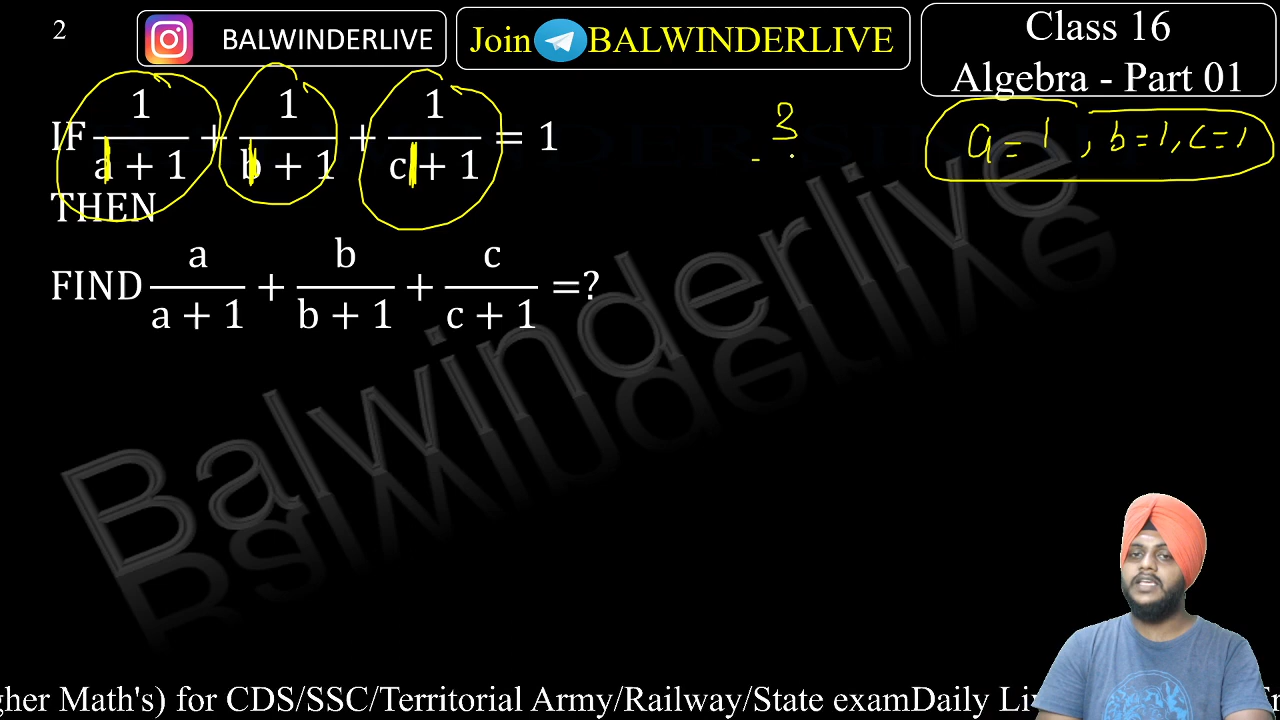 2
BALWINDERLIVE
Join BALWINDERLIVE
Class 16
Algebra - Part 01
IF 1/(a + 1) + 1/(b + 1) + 1/(c + 1) = 1
THEN
FIND a/(a + 1) + b/(b + 1) + c/(c + 1) =?
3
a = 1, b = 1, c = 1
Balwinderlive
gher Math's) for CDS/SSC/Territorial Army/Railway/State examDaily